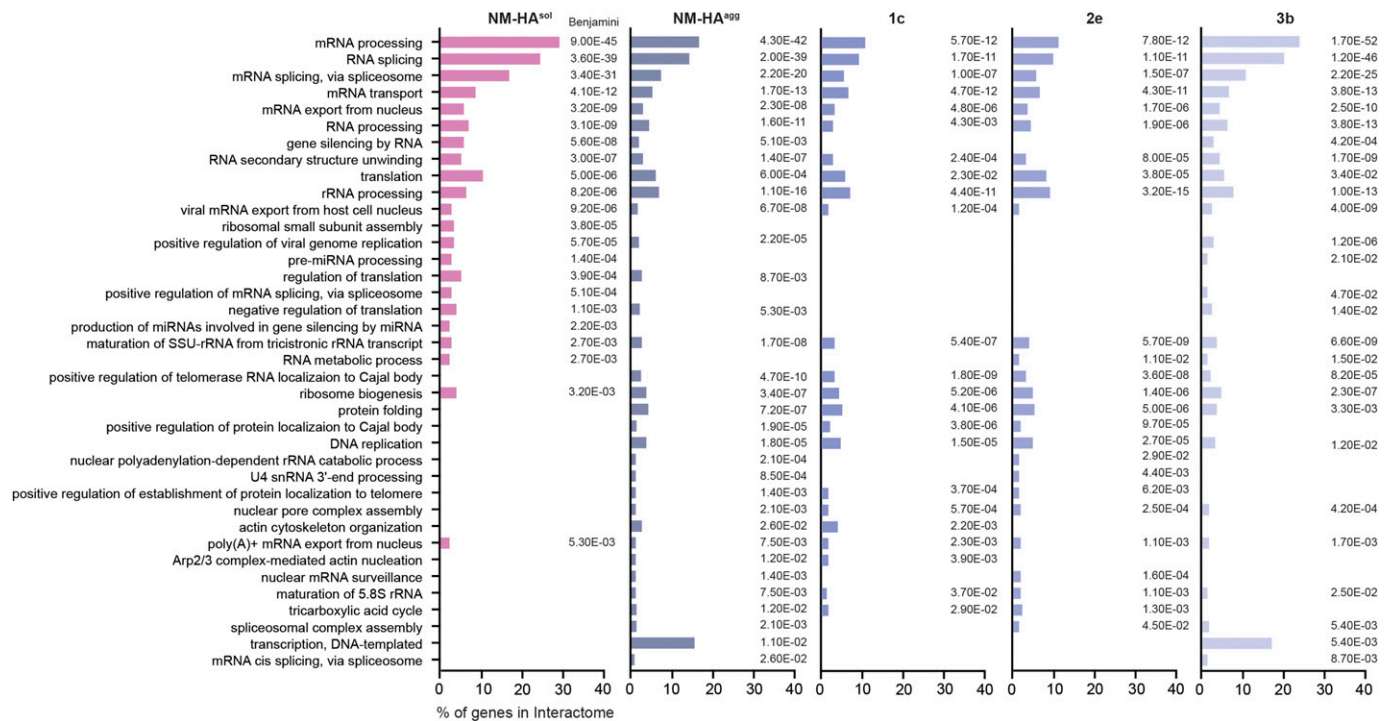 NM-HAsol Benjamini NM-HAagg 1c 2e 3b
mRNA processing 9.00E-45 4.30E-42 5.70E-12 7.80E-12 1.70E-52
RNA splicing 3.60E-39 2.00E-39 1.70E-11 1.10E-11 1.20E-46
mRNA splicing, via spliceosome 3.40E-31 2.20E-20 1.00E-07 1.50E-07 2.20E-25
mRNA transport 4.10E-12 1.70E-13 4.70E-12 4.30E-11 3.80E-13
mRNA export from nucleus 3.20E-09 2.30E-08 4.80E-06 1.70E-06 2.50E-10
RNA processing 3.10E-09 1.60E-11 4.30E-03 1.90E-06 3.80E-13
gene silencing by RNA 5.60E-08 5.10E-03 4.20E-04
RNA secondary structure unwinding 3.00E-07 1.40E-07 2.40E-04 8.00E-05 1.70E-09
translation 5.00E-06 6.00E-04 2.30E-02 3.80E-05 3.40E-02
rRNA processing 8.20E-06 1.10E-16 4.40E-11 3.20E-15 1.00E-13
viral mRNA export from host cell nucleus 9.20E-06 6.70E-08 1.20E-04 4.00E-09
ribosomal small subunit assembly 3.80E-05
positive regulation of viral genome replication 5.70E-05 2.20E-05 1.20E-06
pre-miRNA processing 1.40E-04 2.10E-02
regulation of translation 3.90E-04 8.70E-03
positive regulation of mRNA splicing, via spliceosome 5.10E-04 4.70E-02
negative regulation of translation 1.10E-03 5.30E-03 1.40E-02
production of miRNAs involved in gene silencing by miRNA 2.20E-03
maturation of SSU-rRNA from tricistronic rRNA transcript 2.70E-03 1.70E-08 5.40E-07 5.70E-09 6.60E-09
RNA metabolic process 2.70E-03 1.10E-02 1.50E-02
positive regulation of telomerase RNA localizaion to Cajal body 4.70E-10 1.80E-09 3.60E-08 8.20E-05
ribosome biogenesis 3.20E-03 3.40E-07 5.20E-06 1.40E-06 2.30E-07
protein folding 7.20E-07 4.10E-06 5.00E-06 3.30E-03
positive regulation of protein localizaion to Cajal body 1.90E-05 3.80E-06 9.70E-05
DNA replication 1.80E-05 1.50E-05 2.70E-05 1.20E-02
nuclear polyadenylation-dependent rRNA catabolic process 2.10E-04 2.90E-02
U4 snRNA 3'-end processing 8.50E-04 4.40E-03
positive regulation of establishment of protein localization to telomere 1.40E-03 3.70E-04 6.20E-03
nuclear pore complex assembly 2.10E-03 5.70E-04 2.50E-04 4.20E-04
actin cytoskeleton organization 2.60E-02 2.20E-03
poly(A)+ mRNA export from nucleus 5.30E-03 7.50E-03 2.30E-03 1.10E-03 1.70E-03
Arp2/3 complex-mediated actin nucleation 1.20E-02 3.90E-03
nuclear mRNA surveillance 1.40E-03 1.60E-04
maturation of 5.8S rRNA 7.50E-03 3.70E-02 1.10E-03 2.50E-02
tricarboxylic acid cycle 1.20E-02 2.90E-02 1.30E-03
spliceosomal complex assembly 2.10E-03 4.50E-02 5.40E-03
transcription, DNA-templated 1.10E-02 5.40E-03
mRNA cis splicing, via spliceosome 2.60E-02 8.70E-03
0 10 20 30 40 0 10 20 30 40 0 10 20 30 40 0 10 20 30 40 0 10 20 30 40
% of genes in Interactome